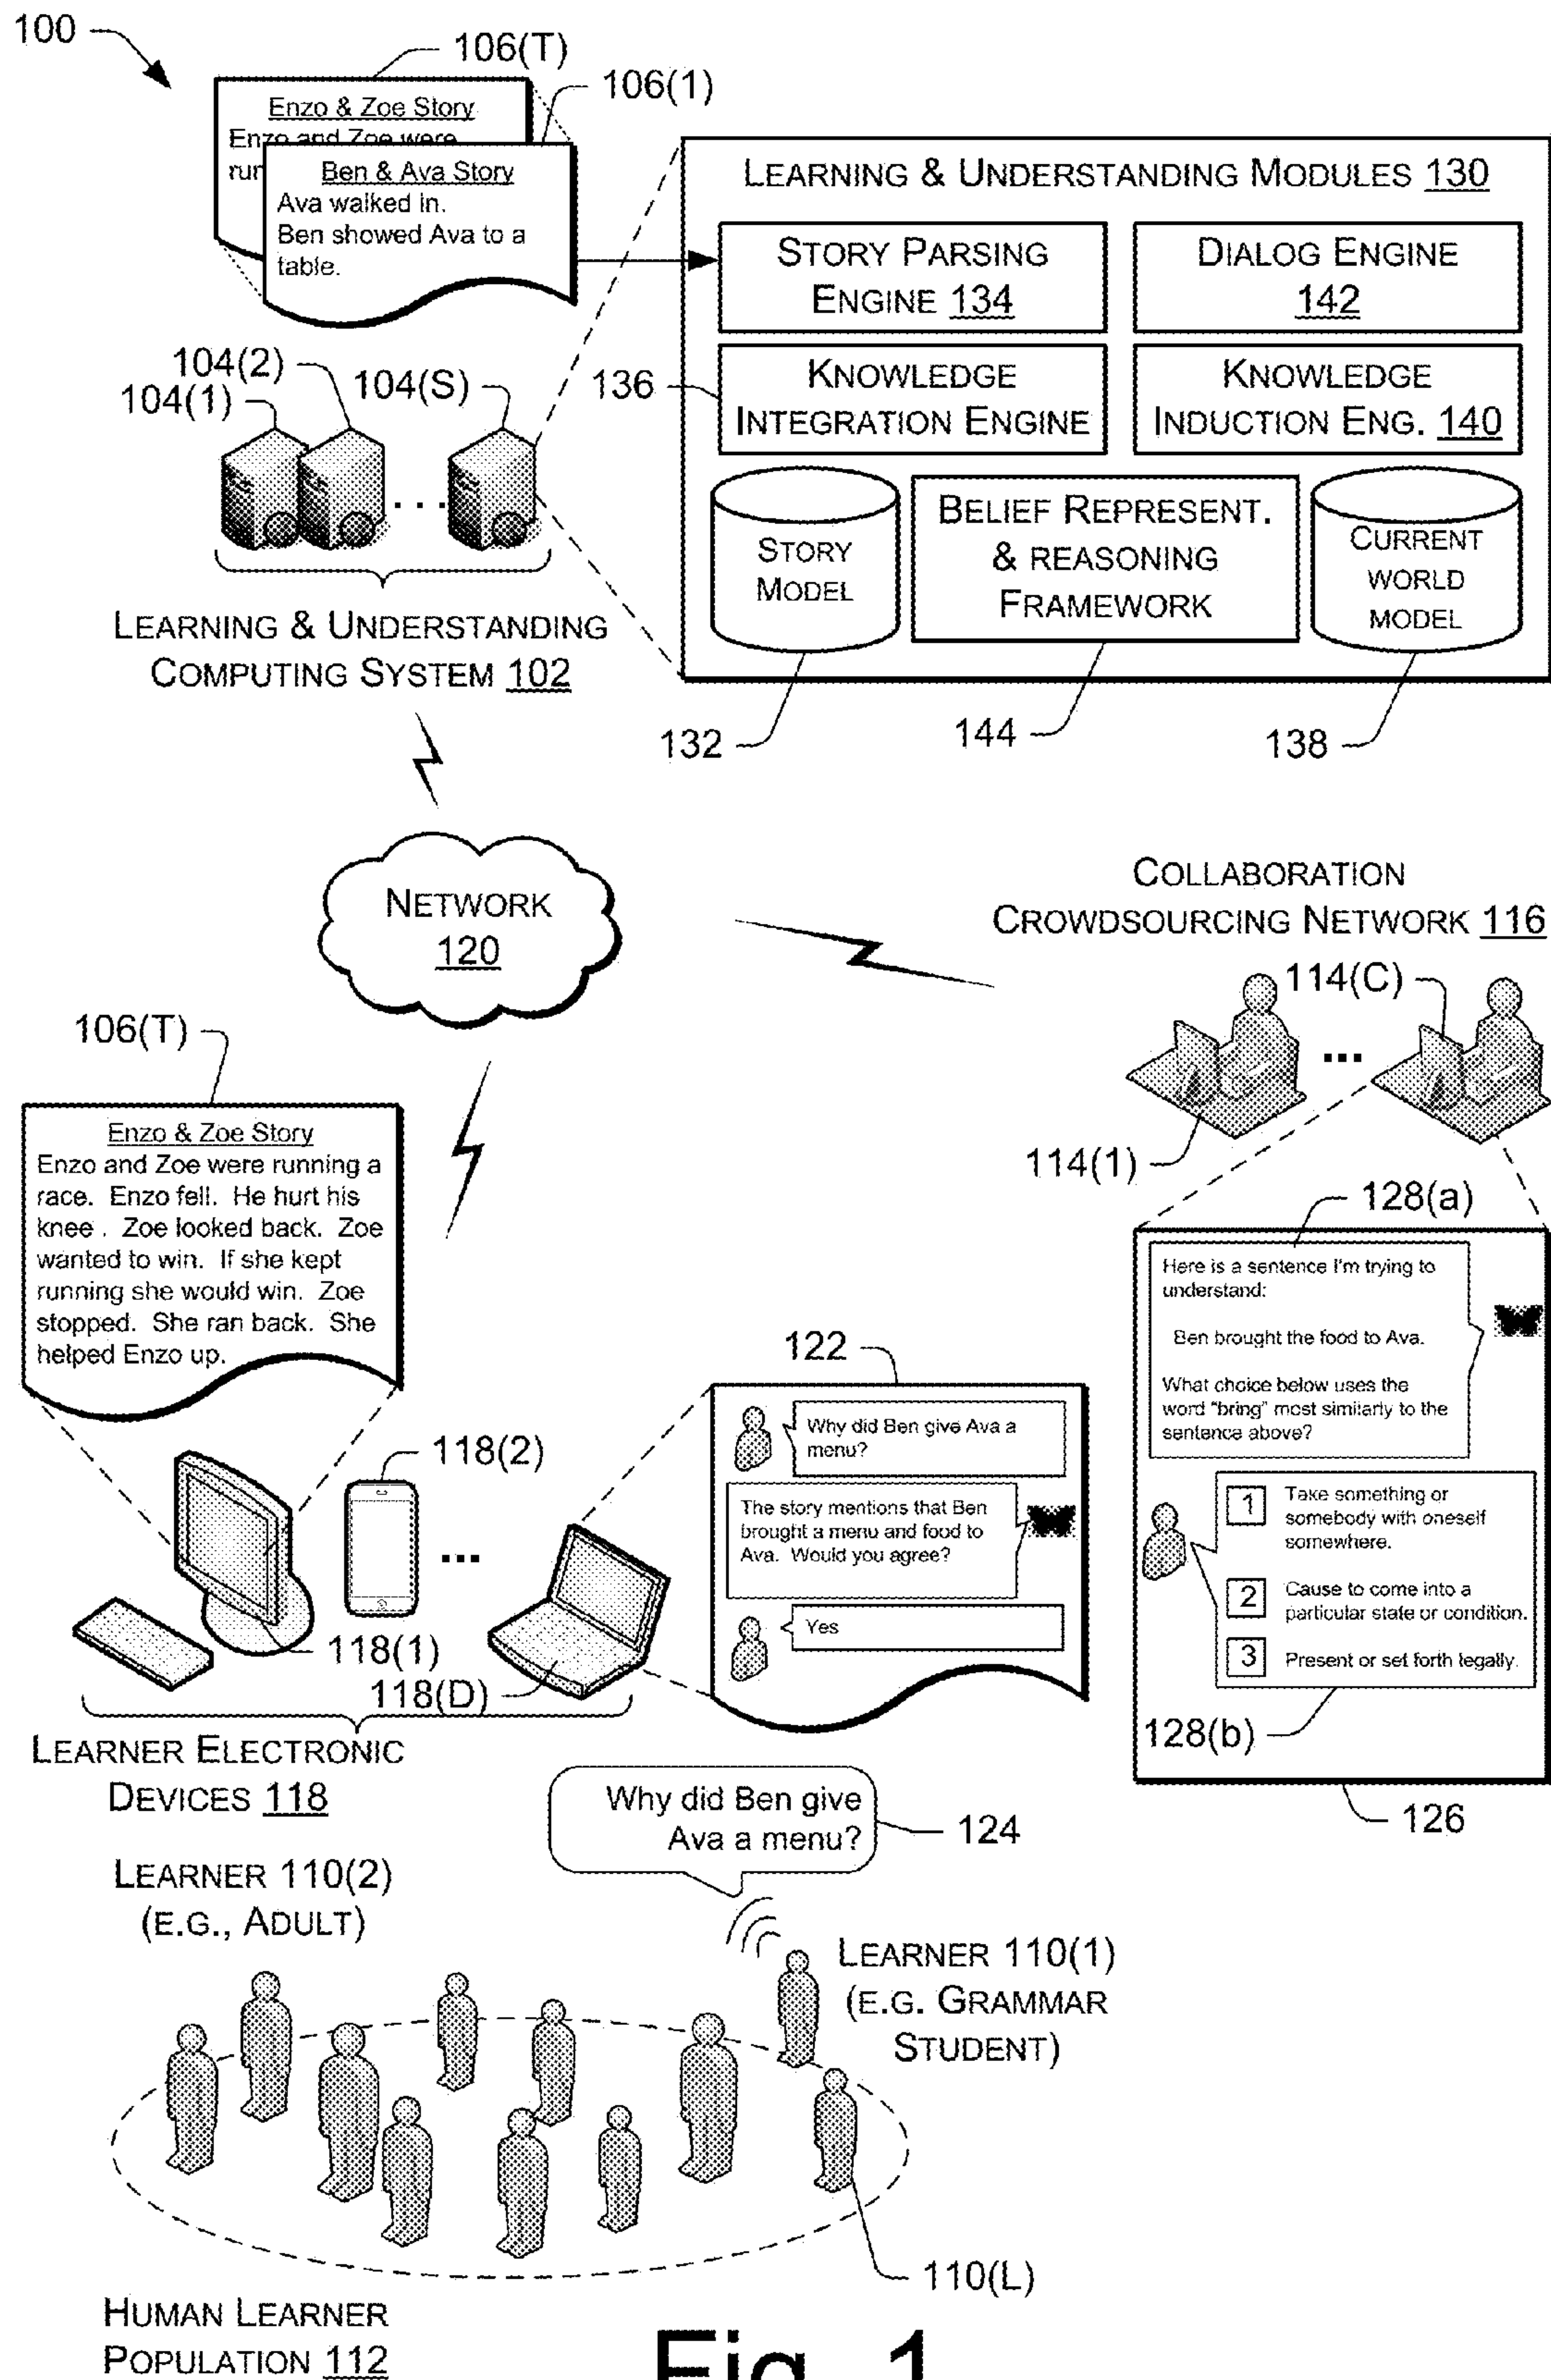 100
106(T)
106(1)
Enzo & Zoe Story
Enzo and Zoe were
run
Ben & Ava Story
Ava walked in.
Ben showed Ava to a
table.
LEARNING & UNDERSTANDING MODULES 130
STORY PARSING
ENGINE 134
DIALOG ENGINE
142
136
KNOWLEDGE
INTEGRATION ENGINE
KNOWLEDGE
INDUCTION ENG. 140
STORY
MODEL
BELIEF REPRESENT.
& REASONING
FRAMEWORK
CURRENT
WORLD
MODEL
132
144
138
104(2)
104(1)
104(S)
...
LEARNING & UNDERSTANDING
COMPUTING SYSTEM 102
NETWORK
120
COLLABORATION
CROWDSOURCING NETWORK 116
114(C)
...
114(1)
106(T)
Enzo & Zoe Story
Enzo and Zoe were running a
race. Enzo fell. He hurt his
knee . Zoe looked back. Zoe
wanted to win. If she kept
running she would win. Zoe
stopped. She ran back. She
helped Enzo up.
128(a)
Here is a sentence I'm trying to
understand:
Ben brought the food to Ava.
What choice below uses the
word "bring" most similarly to the
sentence above?
1 Take something or
somebody with oneself
somewhere.
2 Cause to come into a
particular state or condition.
3 Present or set forth legally.
128(b)
126
122
Why did Ben give Ava a
menu?
The story mentions that Ben
brought a menu and food to
Ava. Would you agree?
Yes
118(2)
...
118(1)
118(D)
LEARNER ELECTRONIC
DEVICES 118
Why did Ben give
Ava a menu?
124
LEARNER 110(2)
(E.G., ADULT)
LEARNER 110(1)
(E.G. GRAMMAR
STUDENT)
110(L)
HUMAN LEARNER
POPULATION 112
Fig. 1